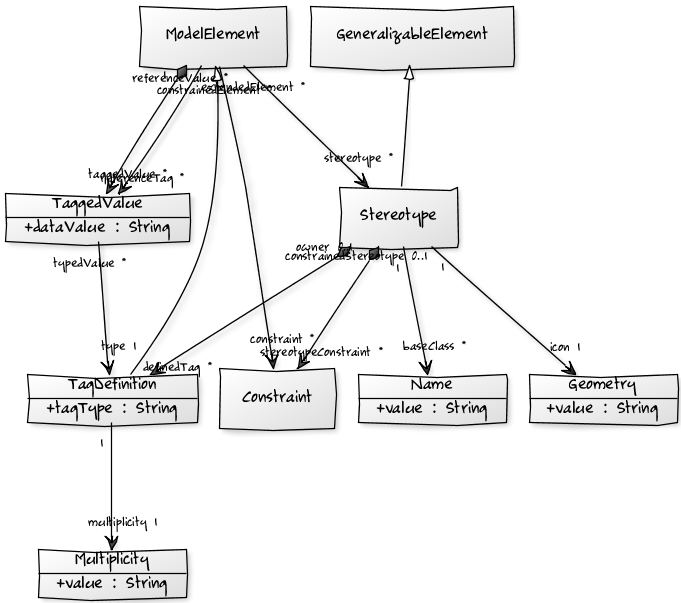 ModelElement
GeneralizableElement
referenceValue *
extendedElement *
constrainedElement *
stereotype *
taggedValue *
referenceTag *
TaggedValue
+dataValue : String
Stereotype
owner
constrainedStereotype 0..1
typedValue *
1
1
constraint *
stereotypeConstraint *
baseClass *
icon 1
type 1
definedTag *
TagDefinition
+tagType : String
Constraint
Name
+value : String
Geometry
+value : String
1
multiplicity 1
Multiplicity
+value : String